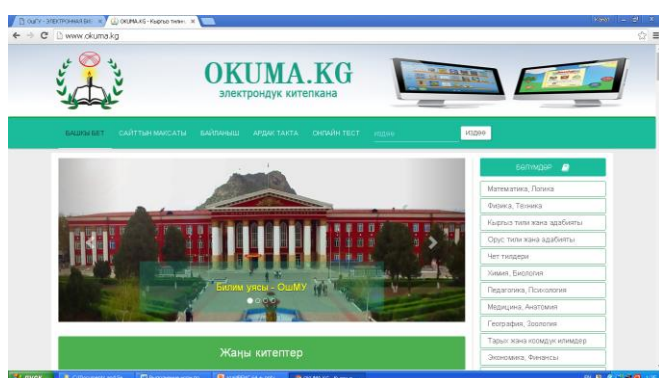 www.okuma.kg
OKUMA.KG
электрондук китепкана
БАШКЫ БЕТ
САЙТТЫН МАКСАТЫ
БАЙЛАНЫШ
АРДАК ТАКТА
ОНЛАЙН ТЕСТ
издөө
ИЗДӨӨ
БӨЛҮМДӨР
Математика, Логика
Физика, Техника
Кыргыз тили жана адабияты
Орус тили жана адабияты
Чет тилдери
Химия, Биология
Педагогика, Психология
Медицина, Анатомия
География, Зоология
Тарых жана коомдук илимдер
Экономика, Финансы
Билим уясы - ОшМУ
Жаңы китептер